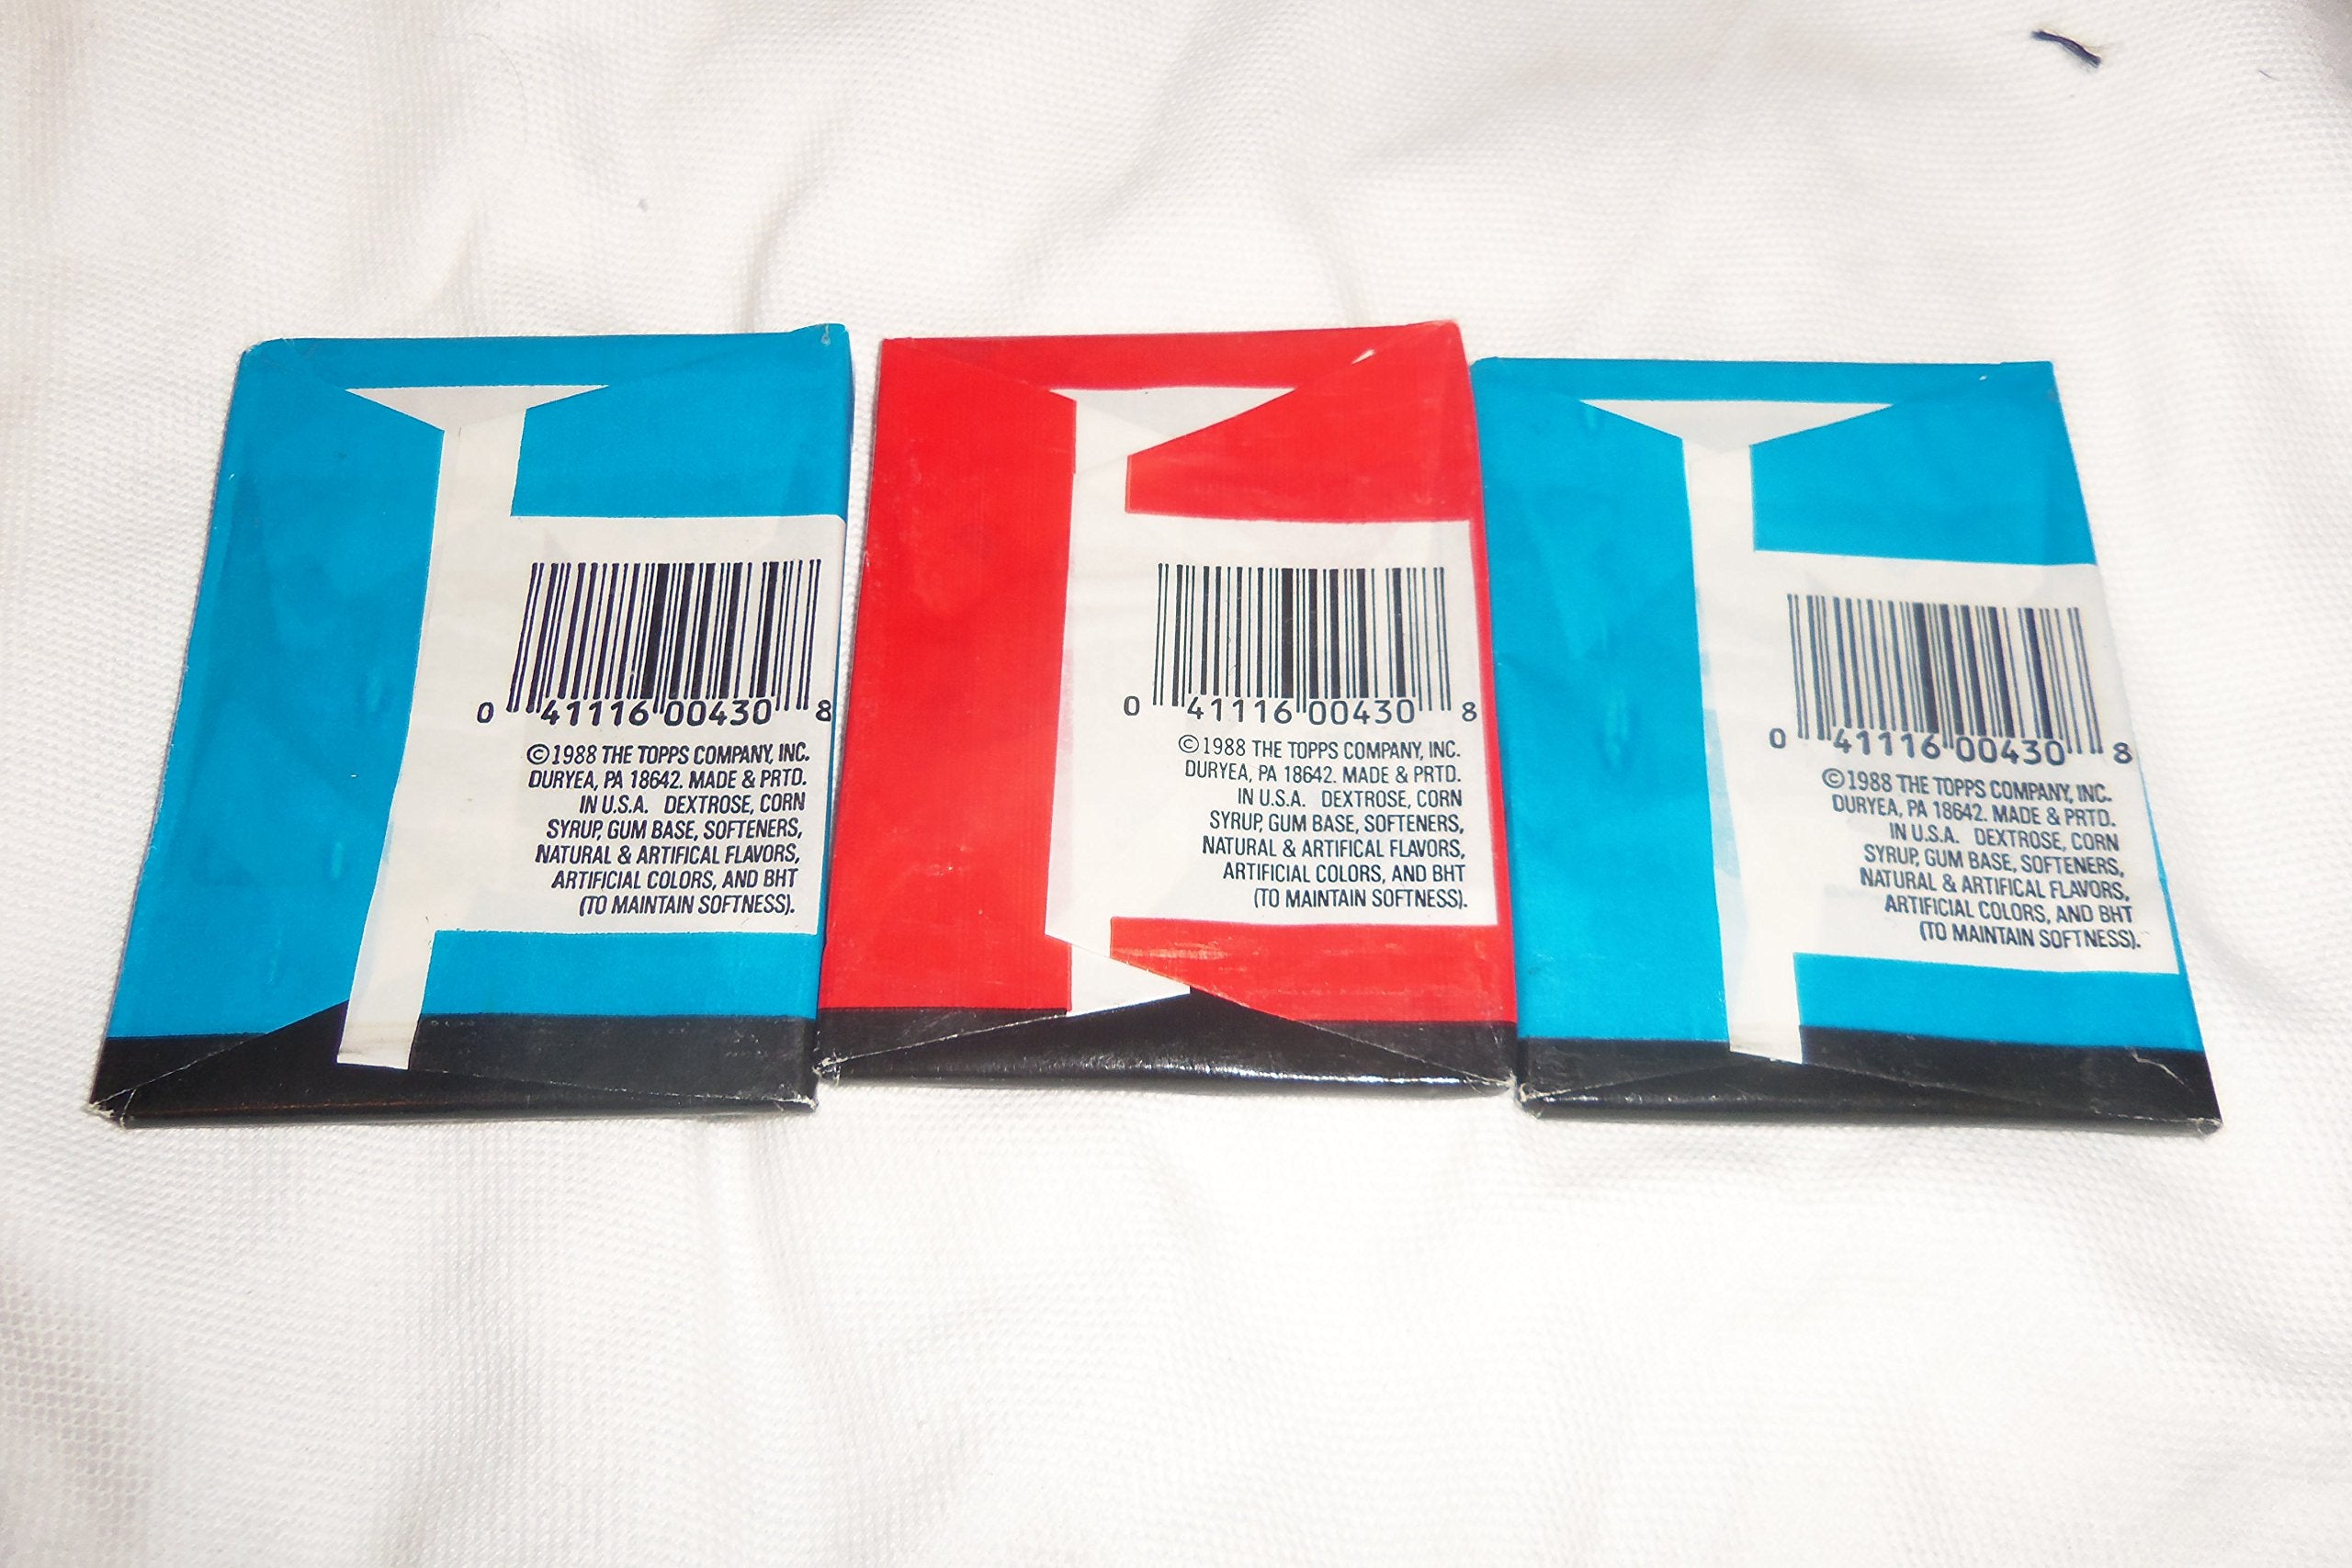 0 41116 00430 8
©1988 THE TOPPS COMPANY, INC.
DURYEA, PA 18642. MADE & PRTD.
IN U.S.A. DEXTROSE, CORN
SYRUP, GUM BASE, SOFTENERS,
NATURAL & ARTIFICAL FLAVORS,
ARTIFICIAL COLORS, AND BHT
(TO MAINTAIN SOFTNESS).
0 41116 00430 8
©1988 THE TOPPS COMPANY, INC.
DURYEA, PA 18642. MADE & PRTD.
IN U.S.A. DEXTROSE, CORN
SYRUP, GUM BASE, SOFTENERS,
NATURAL & ARTIFICAL FLAVORS,
ARTIFICIAL COLORS, AND BHT
(TO MAINTAIN SOFTNESS).
0 41116 00430 8
©1988 THE TOPPS COMPANY, INC.
DURYEA, PA 18642. MADE & PRTD.
IN U.S.A. DEXTROSE, CORN
SYRUP, GUM BASE, SOFTENERS,
NATURAL & ARTIFICAL FLAVORS,
ARTIFICIAL COLORS, AND BHT
(TO MAINTAIN SOFTNESS).